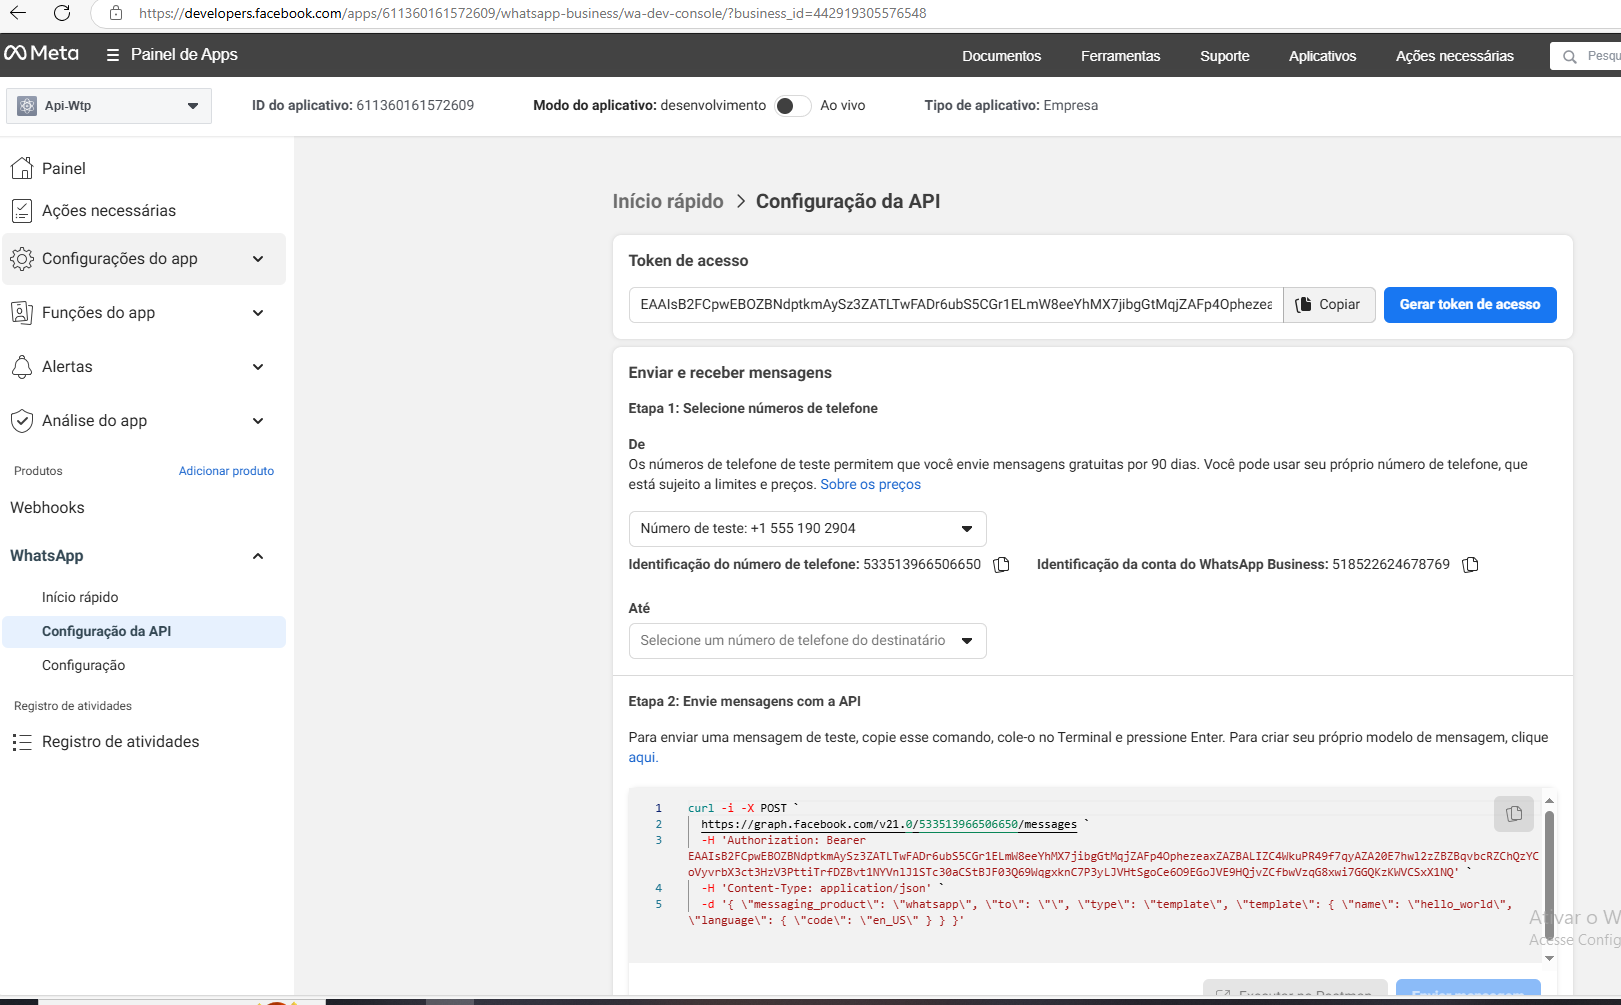 https://developers.facebook.com/apps/611360161572609/whatsapp-business/wa-dev-console/?business_id=442919305576548
Meta
Painel de Apps
Documentos
Ferramentas
Suporte
Aplicativos
Ações necessárias
Pesqu
Api-Wtp
ID do aplicativo: 611360161572609
Modo do aplicativo: desenvolvimento
Ao vivo
Tipo de aplicativo: Empresa
Painel
Ações necessárias
Configurações do app
Funções do app
Alertas
Análise do app
Produtos
Adicionar produto
Webhooks
WhatsApp
Início rápido
Configuração da API
Configuração
Registro de atividades
Registro de atividades
Início rápido > Configuração da API
Token de acesso
Copiar
Gerar token de acesso
Enviar e receber mensagens
Etapa 1: Selecione números de telefone
De
Os números de telefone de teste permitem que você envie mensagens gratuitas por 90 dias. Você pode usar seu próprio número de telefone, que
está sujeito a limites e preços. Sobre os preços
Número de teste: +1 555 190 2904
Identificação do número de telefone: 533513966506650
Identificação da conta do WhatsApp Business: 518522624678769
Até
Selecione um número de telefone do destinatário
Etapa 2: Envie mensagens com a API
Para enviar uma mensagem de teste, copie esse comando, cole-o no Terminal e pressione Enter. Para criar seu próprio modelo de mensagem, clique
aqui.
1 curl -i -X POST `
2 https://graph.facebook.com/v21.0/533513966506650/messages `
3 -H 'Authorization: Bearer
4 -H 'Content-Type: application/json' `
5 -d '{ \"messaging_product\": \"whatsapp\", \"to\": \"\", \"type\": \"template\", \"template\": { \"name\": \"hello_world\",
\"language\": { \"code\": \"en_US\" } } }'
Ativar o W
Acesse Config
Executar no Postman
Enviar mensagem